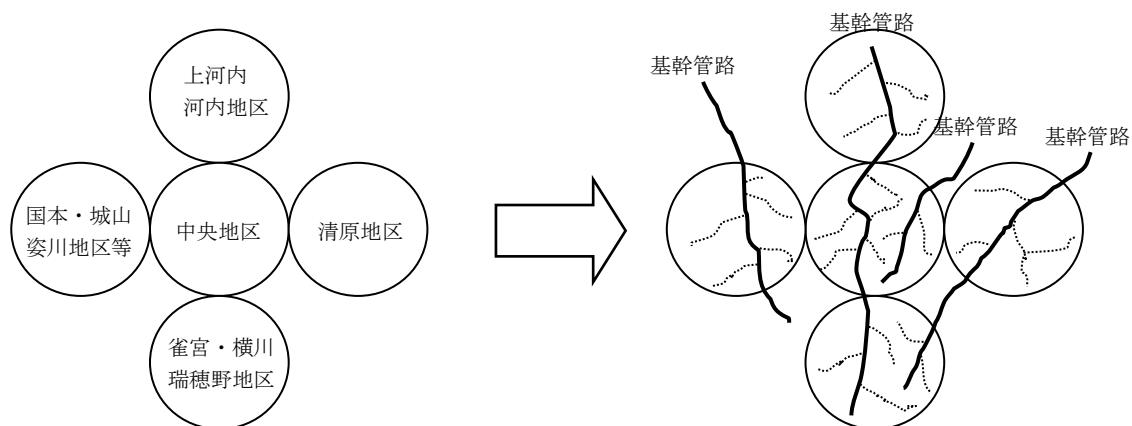 上河内
河内地区
国本・城山
姿川地区等
中央地区
清原地区
雀宮・横川
瑞穂野地区
基幹管路
基幹管路
基幹管路
基幹管路